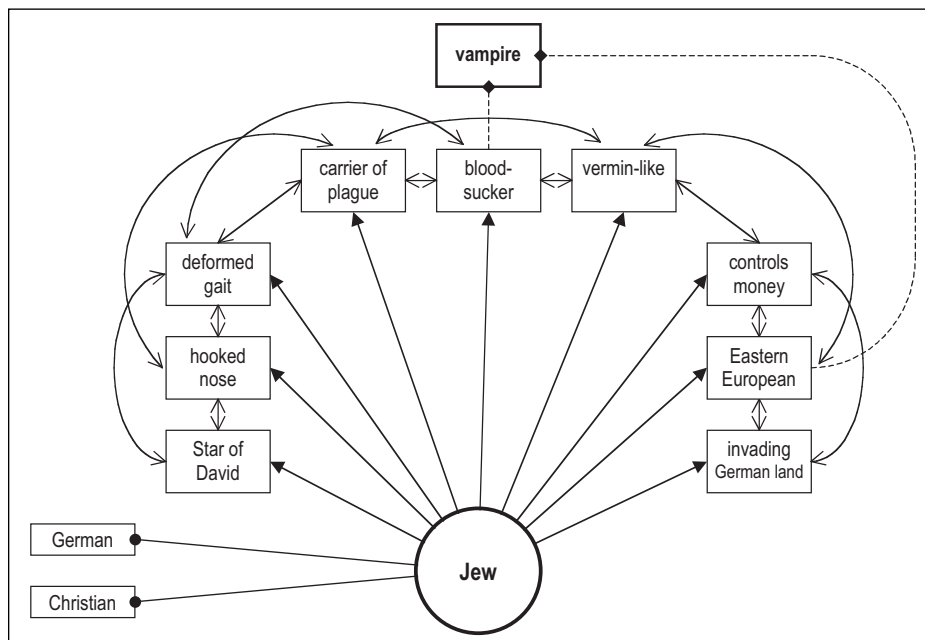 vampire
carrier of
plague
blood-
sucker
vermin-like
deformed
gait
controls
money
hooked
nose
Eastern
European
Star of
David
invading
German land
German
Jew
Christian